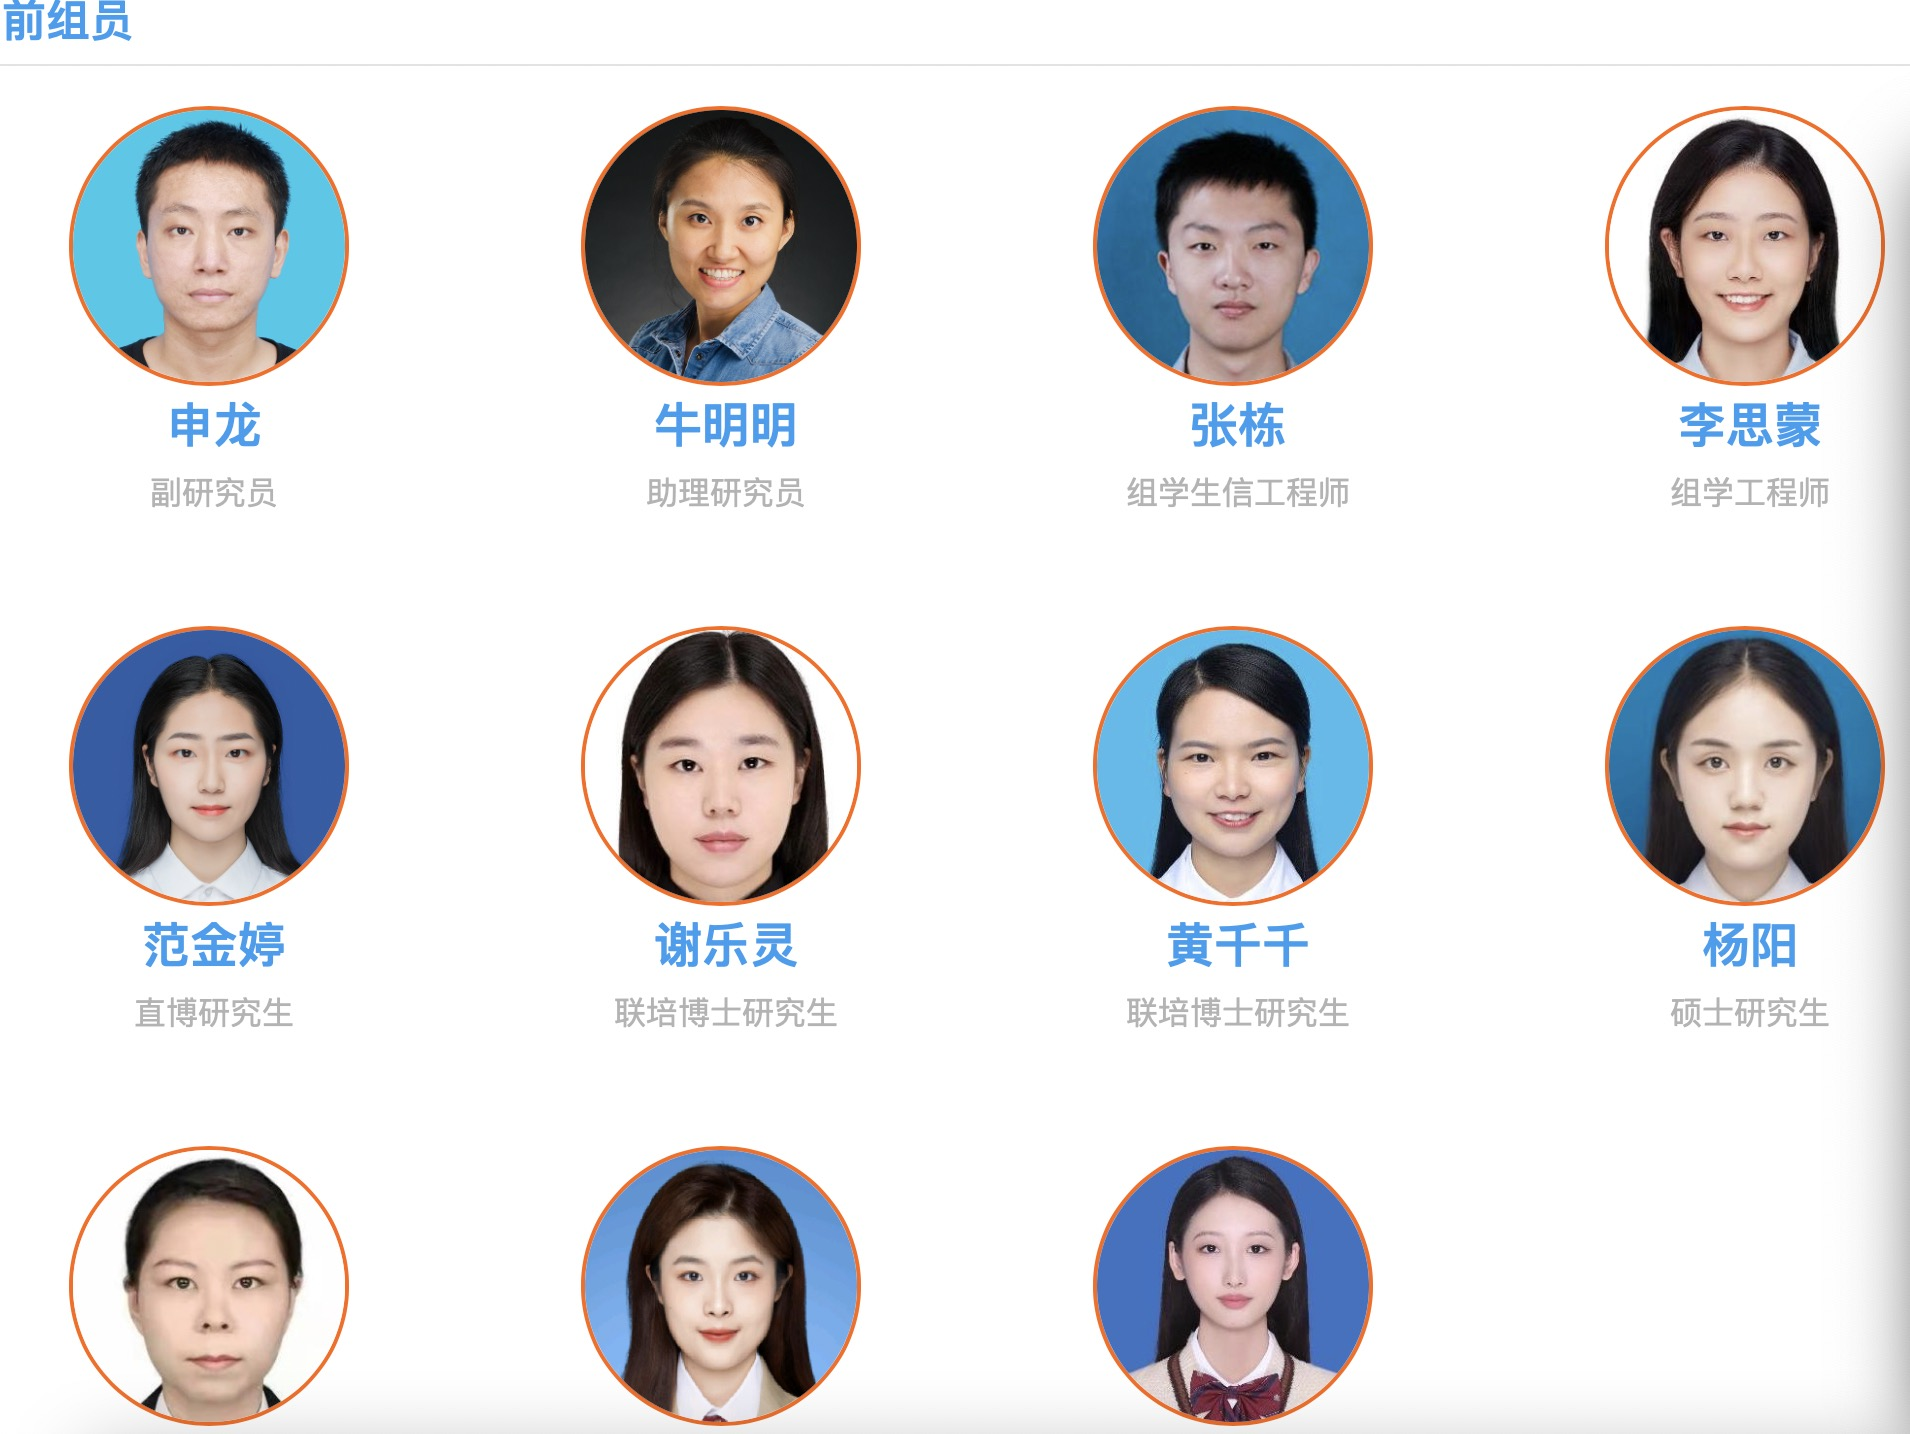 前组员
申龙
牛明明
张栋
李思蒙
副研究员
助理研究员
组学生信工程师
组学工程师
范金婷
谢乐灵
黄千千
杨阳
直博研究生
联培博士研究生
联培博士研究生
硕士研究生